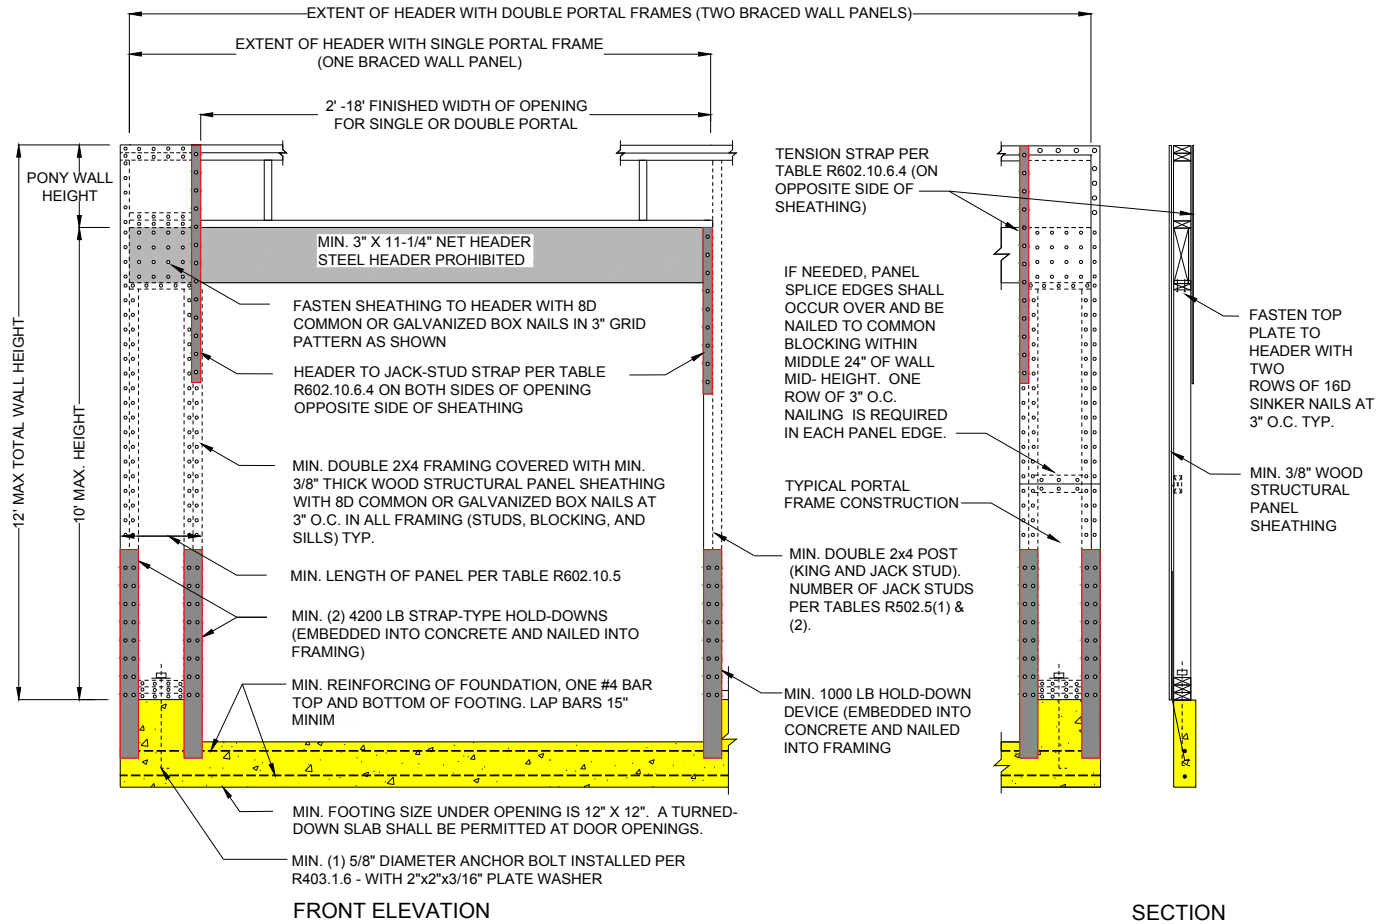 EXTENT OF HEADER WITH DOUBLE PORTAL FRAMES (TWO BRACED WALL PANELS)
EXTENT OF HEADER WITH SINGLE PORTAL FRAME
(ONE BRACED WALL PANEL)
2' -18' FINISHED WIDTH OF OPENING
FOR SINGLE OR DOUBLE PORTAL
PONY WALL
HEIGHT
12' MAX TOTAL WALL HEIGHT
10' MAX. HEIGHT
MIN. 3" X 11-1/4" NET HEADER
STEEL HEADER PROHIBITED
FASTEN SHEATHING TO HEADER WITH 8D
COMMON OR GALVANIZED BOX NAILS IN 3" GRID
PATTERN AS SHOWN
HEADER TO JACK-STUD STRAP PER TABLE
R602.10.6.4 ON BOTH SIDES OF OPENING
OPPOSITE SIDE OF SHEATHING
MIN. DOUBLE 2X4 FRAMING COVERED WITH MIN.
3/8" THICK WOOD STRUCTURAL PANEL SHEATHING
WITH 8D COMMON OR GALVANIZED BOX NAILS AT
3" O.C. IN ALL FRAMING (STUDS, BLOCKING, AND
SILLS) TYP.
MIN. LENGTH OF PANEL PER TABLE R602.10.5
MIN. (2) 4200 LB STRAP-TYPE HOLD-DOWNS
(EMBEDDED INTO CONCRETE AND NAILED INTO
FRAMING)
MIN. REINFORCING OF FOUNDATION, ONE #4 BAR
TOP AND BOTTOM OF FOOTING. LAP BARS 15"
MINIM
MIN. FOOTING SIZE UNDER OPENING IS 12" X 12". A TURNED-
DOWN SLAB SHALL BE PERMITTED AT DOOR OPENINGS.
MIN. (1) 5/8" DIAMETER ANCHOR BOLT INSTALLED PER
R403.1.6 - WITH 2"x2"x3/16" PLATE WASHER
FRONT ELEVATION
TENSION STRAP PER
TABLE R602.10.6.4 (ON
OPPOSITE SIDE OF
SHEATHING)
IF NEEDED, PANEL
SPLICE EDGES SHALL
OCCUR OVER AND BE
NAILED TO COMMON
BLOCKING WITHIN
MIDDLE 24" OF WALL
MID- HEIGHT. ONE
ROW OF 3" O.C.
NAILING IS REQUIRED
IN EACH PANEL EDGE.
TYPICAL PORTAL
FRAME CONSTRUCTION
MIN. DOUBLE 2x4 POST
(KING AND JACK STUD).
NUMBER OF JACK STUDS
PER TABLES R502.5(1) &
(2).
MIN. 1000 LB HOLD-DOWN
DEVICE (EMBEDDED INTO
CONCRETE AND NAILED
INTO FRAMING
FASTEN TOP
PLATE TO
HEADER WITH
TWO
ROWS OF 16D
SINKER NAILS AT
3" O.C. TYP.
MIN. 3/8" WOOD
STRUCTURAL
PANEL
SHEATHING
SECTION